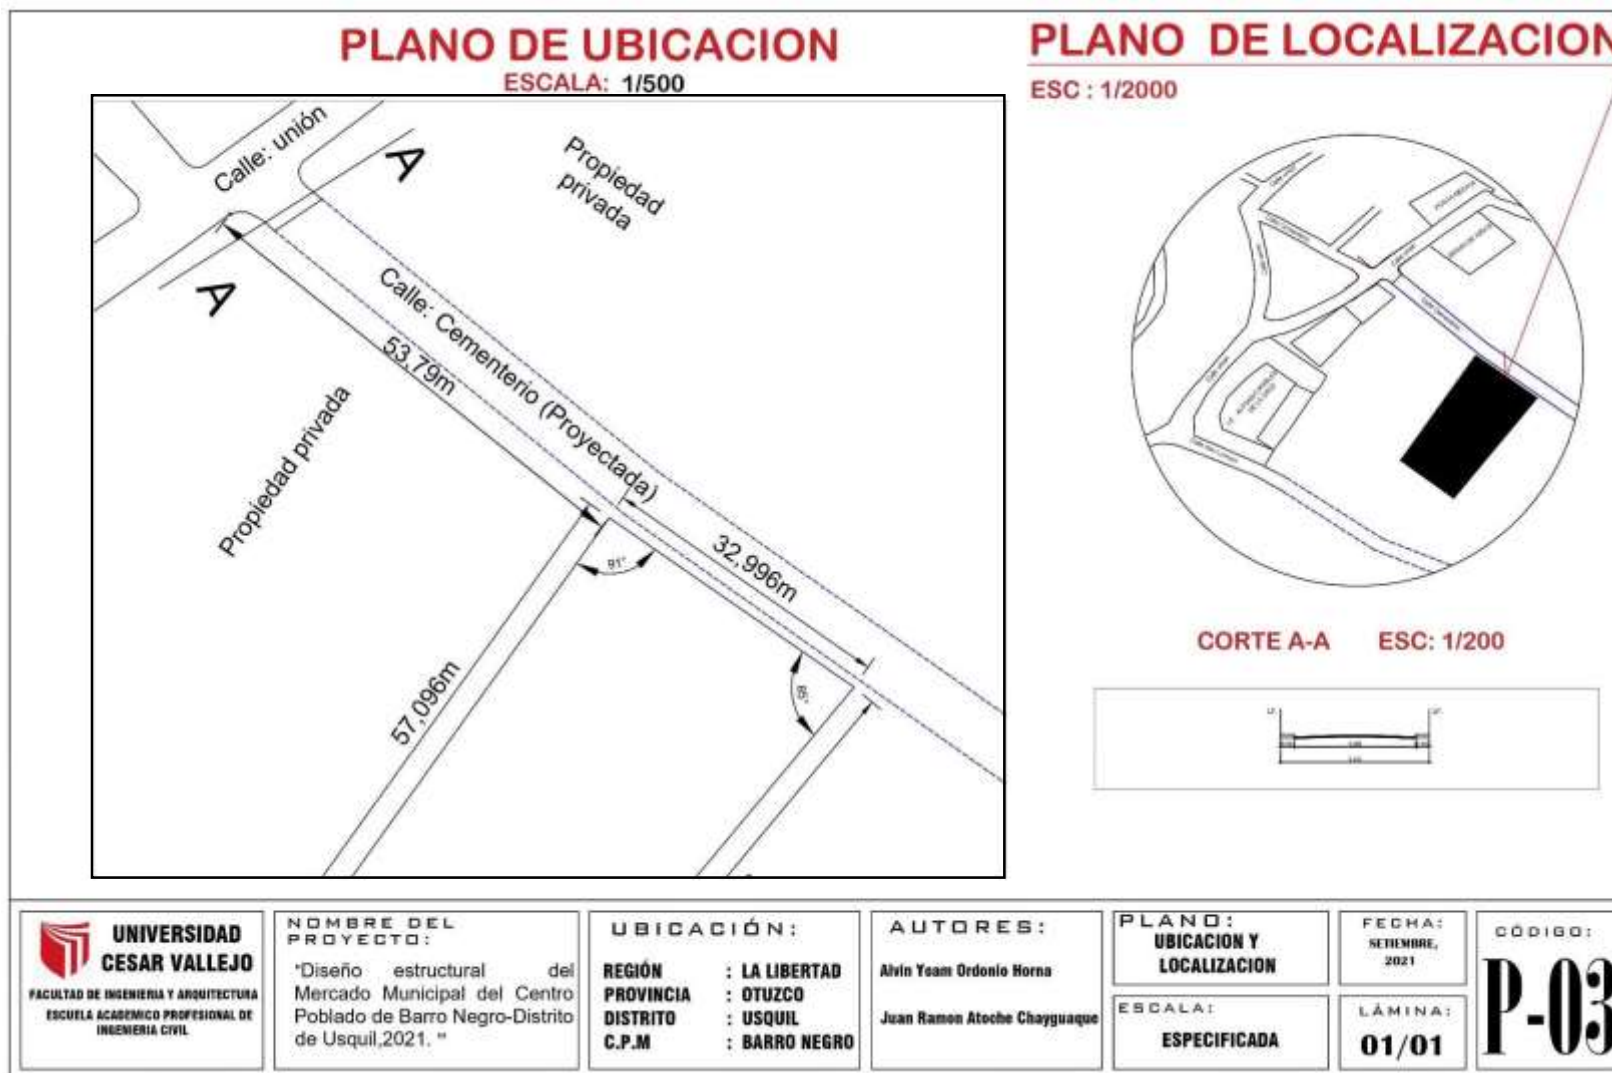 PLANO DE UBICACION
ESCALA: 1/500
Calle: unión
A
A
Propiedad
privada
Calle: Cementerio (Proyectada)
53,79m
Propiedad privada
32,996m
91°
57,096m
PLANO DE LOCALIZACION
ESC : 1/2000
CORTE A-A ESC: 1/200
UNIVERSIDAD
CESAR VALLEJO
FACULTAD DE INGENIERIA Y ARQUITECTURA
ESCUELA ACADEMICO PROFESIONAL DE
INGENIERIA CIVIL
NOMBRE DEL
PROYECTO:
"Diseño estructural del
Mercado Municipal del Centro
Poblado de Barro Negro-Distrito
de Usquil,2021. "
UBICACIÓN:
REGIÓN : LA LIBERTAD
PROVINCIA : OTUZCO
DISTRITO : USQUIL
C.P.M : BARRO NEGRO
AUTORES:
Alvin Yoam Ordonio Horna
Juan Ramon Atoche Chayguaque
PLANO:
UBICACION Y
LOCALIZACION
ESCALA:
ESPECIFICADA
FECHA:
SETIEMBRE,
2021
LÁMINA:
01/01
CÓDIGO:
P-03